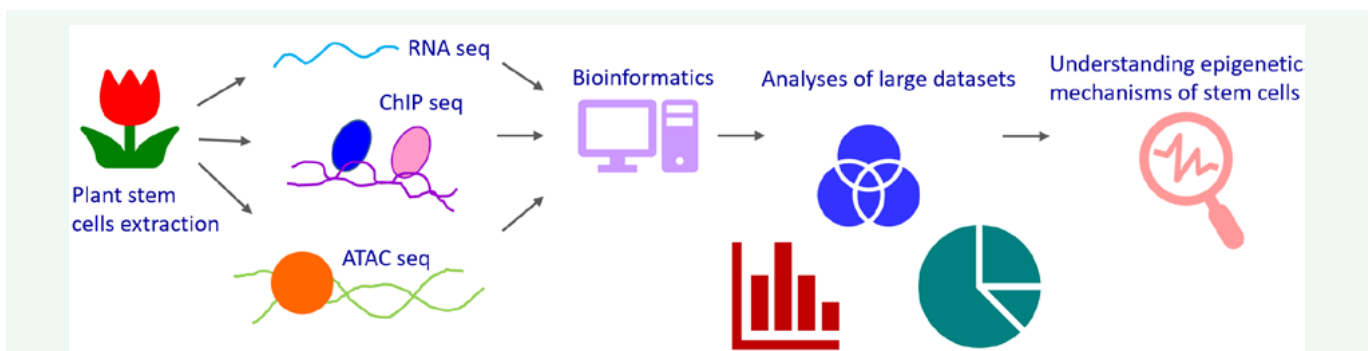 Plant stem
cells extraction
RNA seq
ChIP seq
ATAC seq
Bioinformatics
Analyses of large datasets
Understanding epigenetic
mechanisms of stem cells